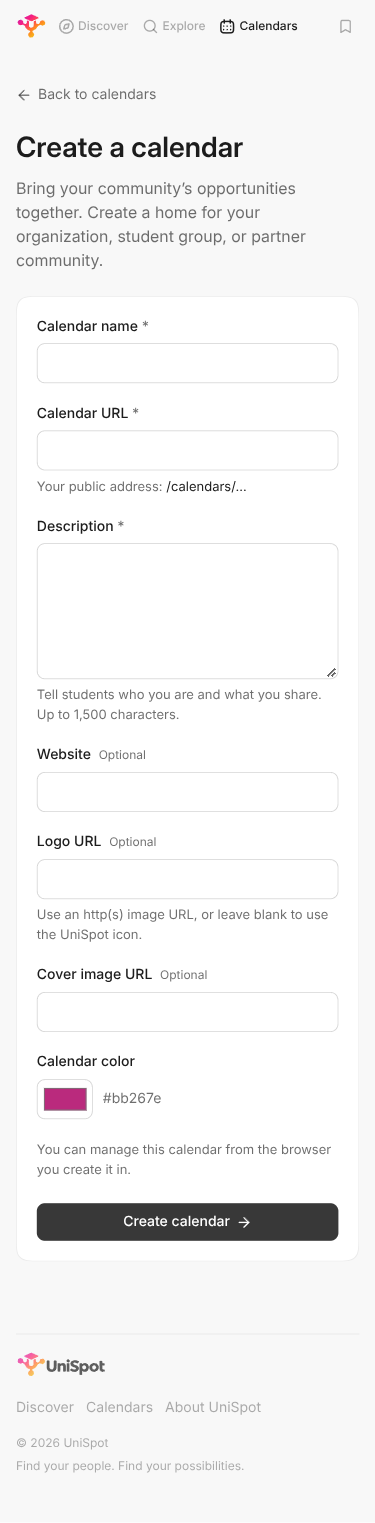 Discover Explore Calendars
Back to calendars
Create a calendar
Bring your community’s opportunities
together. Create a home for your
organization, student group, or partner
community.
Calendar name *
Calendar URL *
Your public address: /calendars/...
Description *
Tell students who you are and what you share.
Up to 1,500 characters.
Website Optional
Logo URL Optional
Use an http(s) image URL, or leave blank to use
the UniSpot icon.
Cover image URL Optional
Calendar color
#bb267e
You can manage this calendar from the browser
you create it in.
Create calendar →
UniSpot
Discover Calendars About UniSpot
© 2026 UniSpot
Find your people. Find your possibilities.